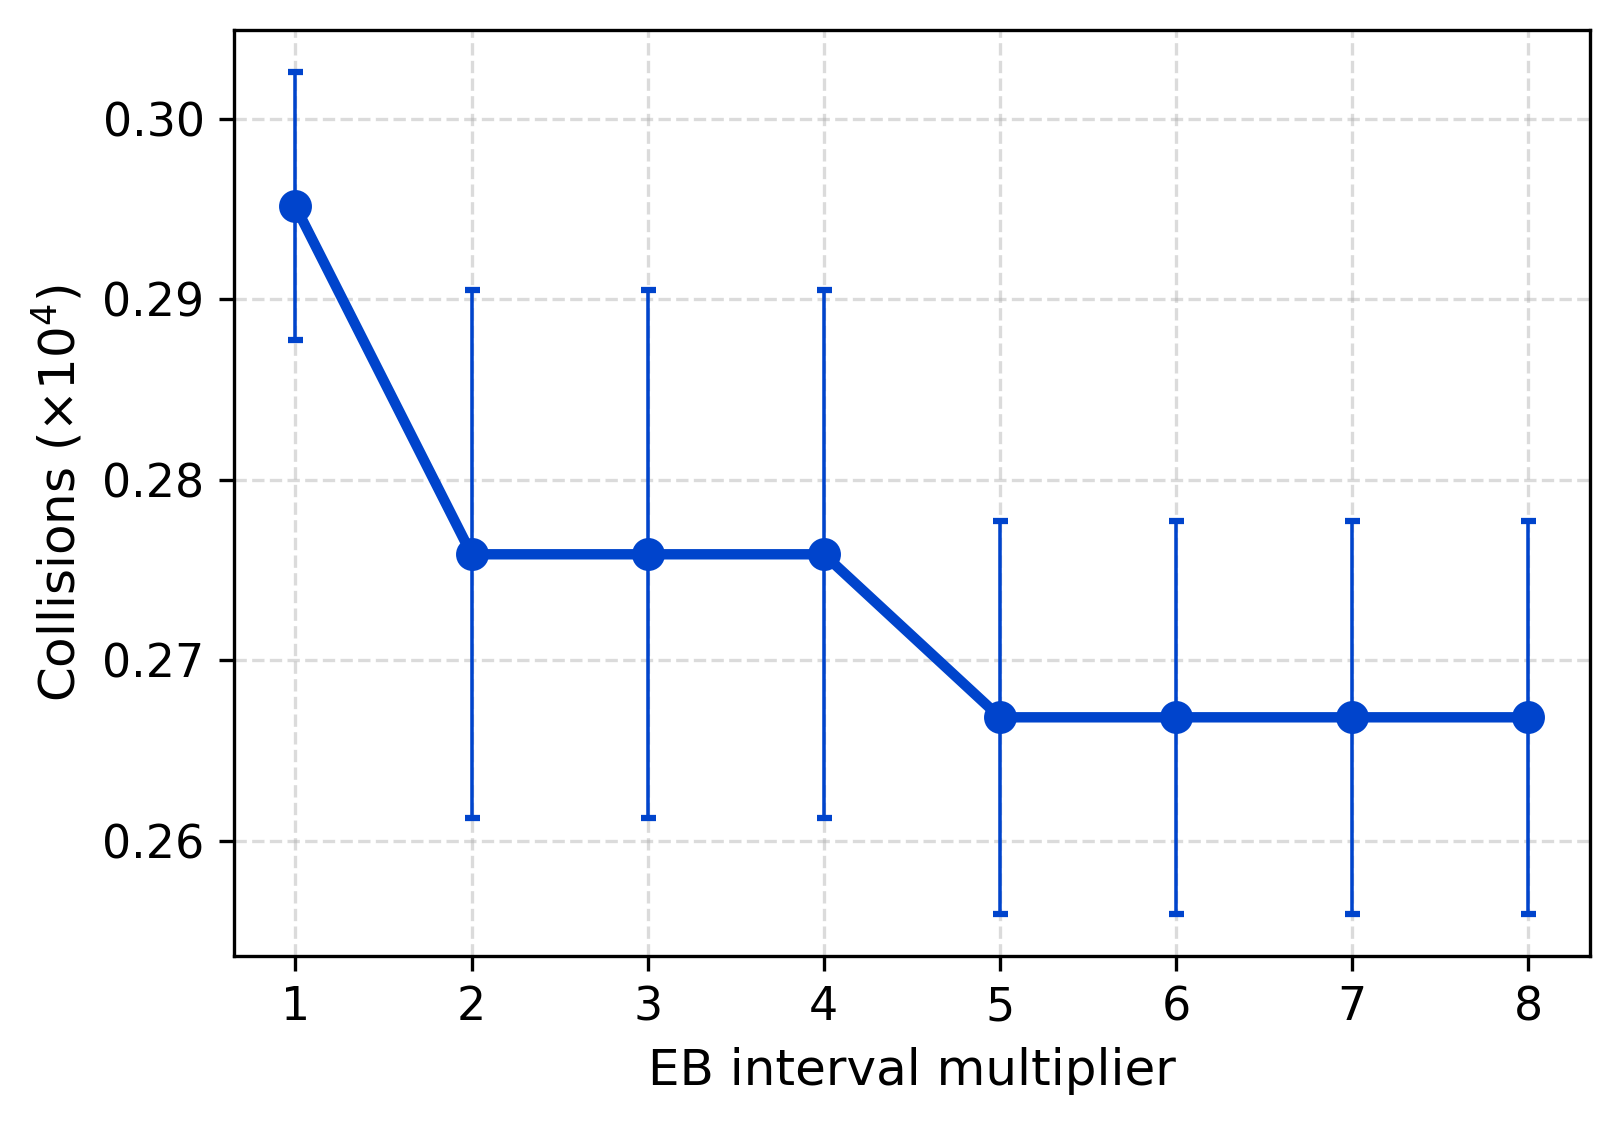 Collisions (×10⁴)
0.30
0.29
0.28
0.27
0.26
1 2 3 4 5 6 7 8
EB interval multiplier